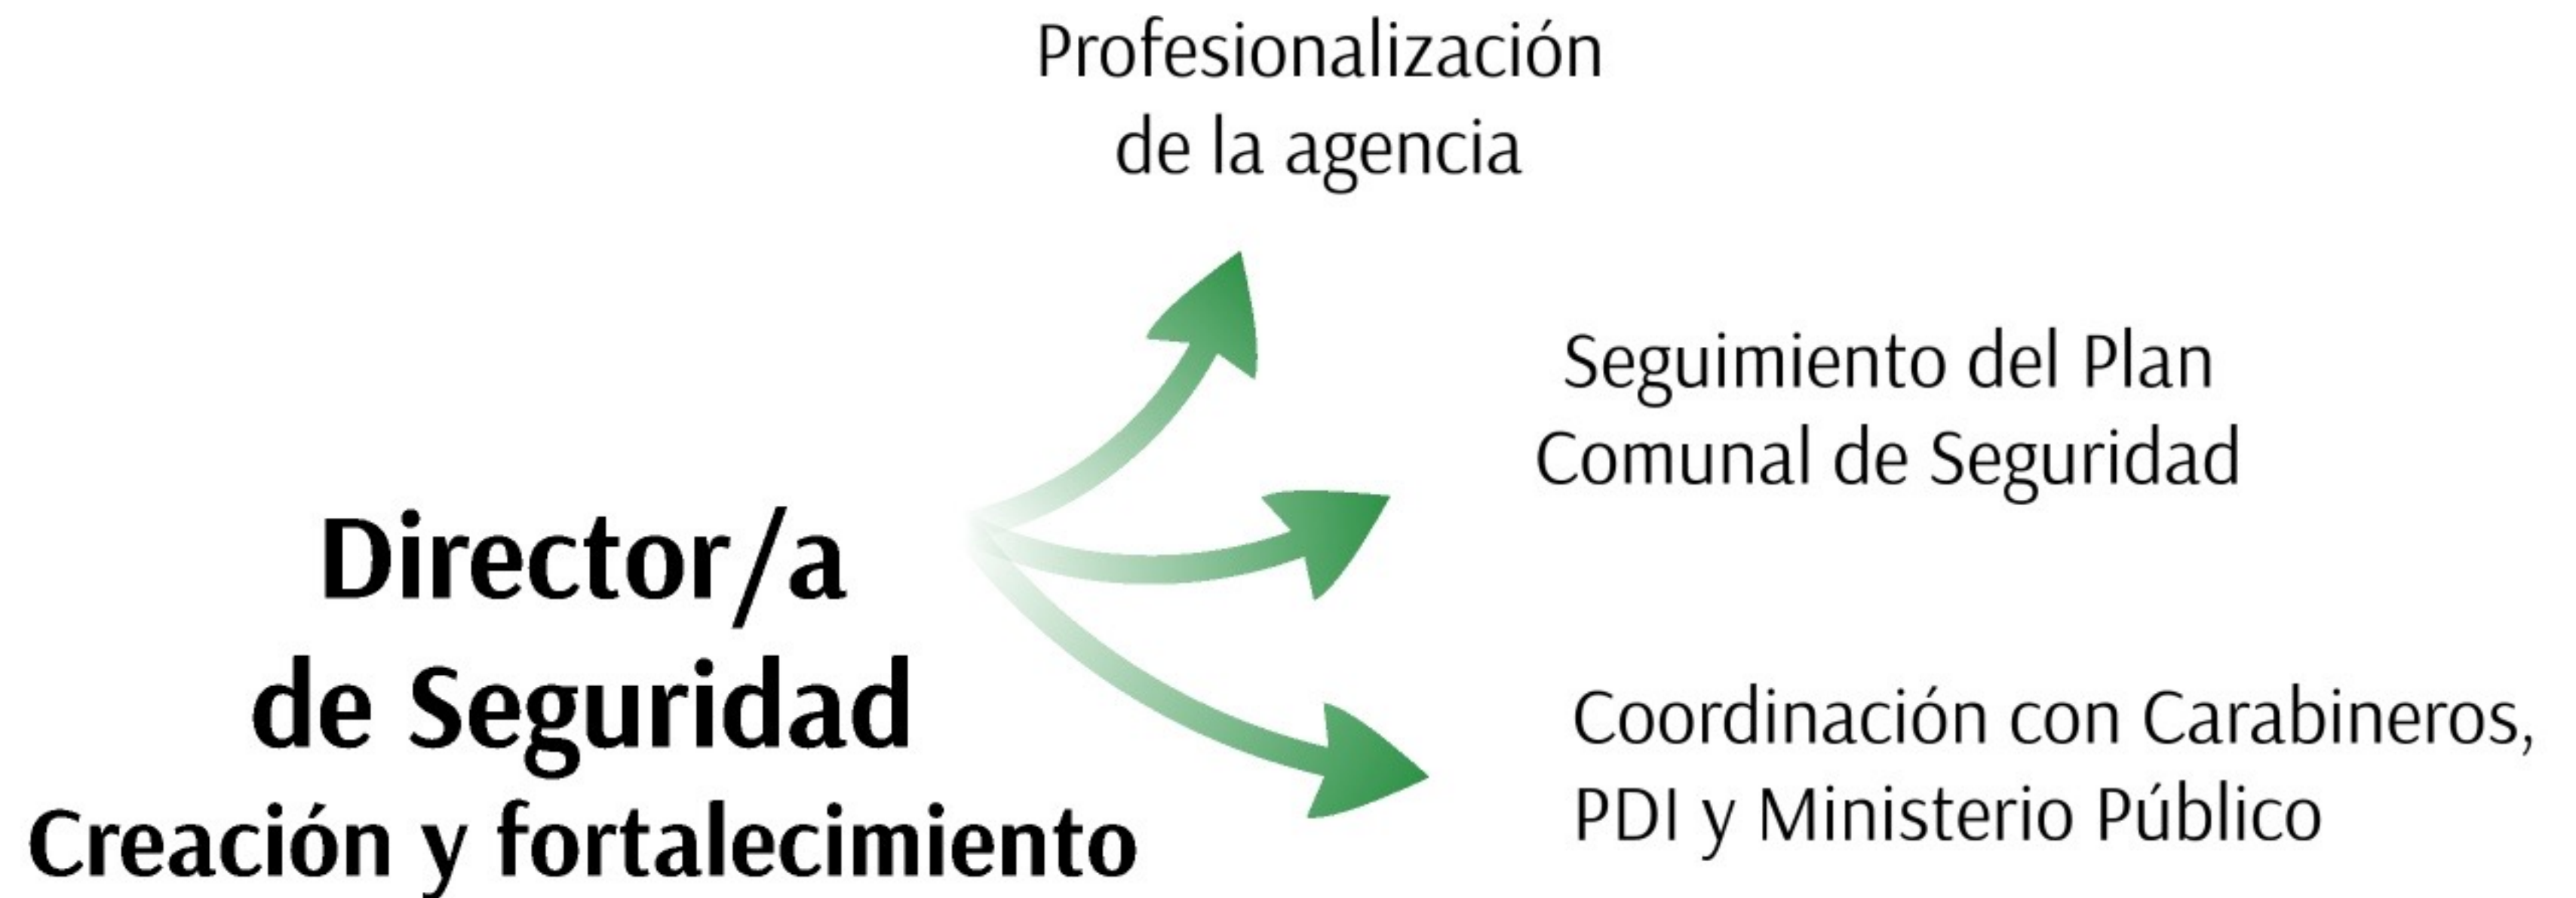 Profesionalización
de la agencia
Seguimiento del Plan
Comunal de Seguridad
Director/a
de Seguridad
Creación y fortalecimiento
Coordinación con Carabineros,
PDI y Ministerio Público